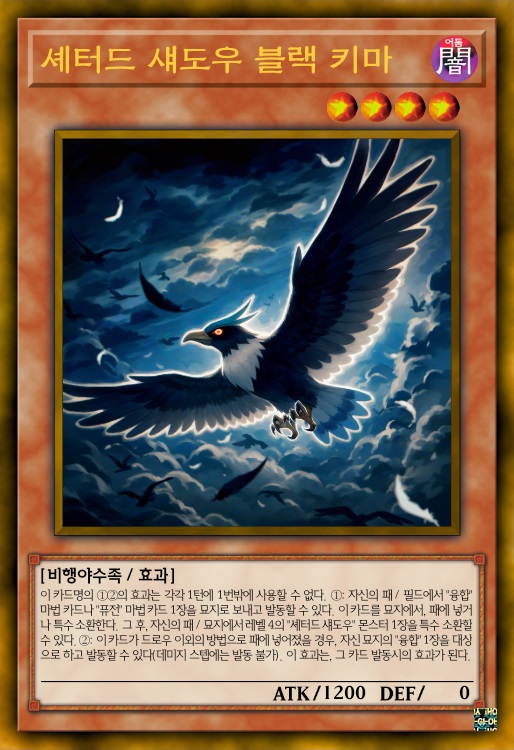 셰터드 섀도우 블랙 키마
어둠
闇
[비행야수족 / 효과]
이 카드명의 ①②의 효과는 각각 1턴에 1번밖에 사용할 수 없다. ①: 자신의 패 / 필드에서 "융합"
마법 카드나 "퓨전" 마법 카드 1장을 묘지로 보내고 발동할 수 있다. 이 카드를 묘지에서, 패에 넣거
나 특수 소환한다. 그 후, 자신의 패 / 묘지에서 레벨 4의 "셰터드 섀도우" 몬스터 1장을 특수 소환할
수 있다. ②: 이 카드가 드로우 이외의 방법으로 패에 넣어졌을 경우, 자신 묘지의 "융합" 1장을 대상
으로 하고 발동할 수 있다(데미지 스텝에는 발동 불가). 이 효과는, 그 카드 발동시의 효과가 된다.
ATK/1200 DEF/ 0